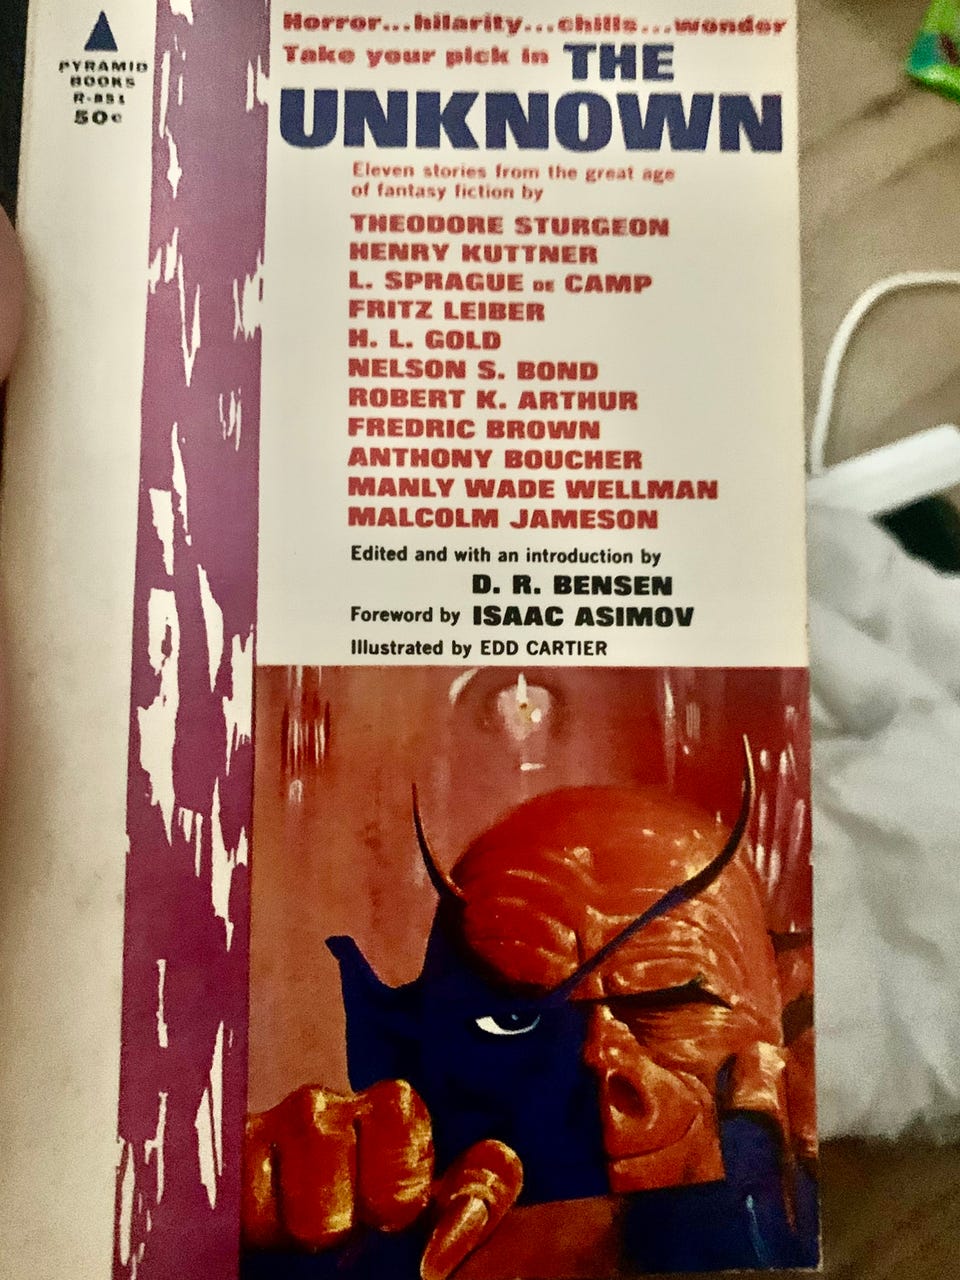 PYRAMID
BOOKS
R-851
50¢
Horror...hilarity...chills...wonder
Take your pick in THE
UNKNOWN
Eleven stories from the great age
of fantasy fiction by
THEODORE STURGEON
HENRY KUTTNER
L. SPRAGUE DE CAMP
FRITZ LEIBER
H. L. GOLD
NELSON S. BOND
ROBERT K. ARTHUR
FREDRIC BROWN
ANTHONY BOUCHER
MANLY WADE WELLMAN
MALCOLM JAMESON
Edited and with an introduction by
D. R. BENSEN
Foreword by ISAAC ASIMOV
Illustrated by EDD CARTIER